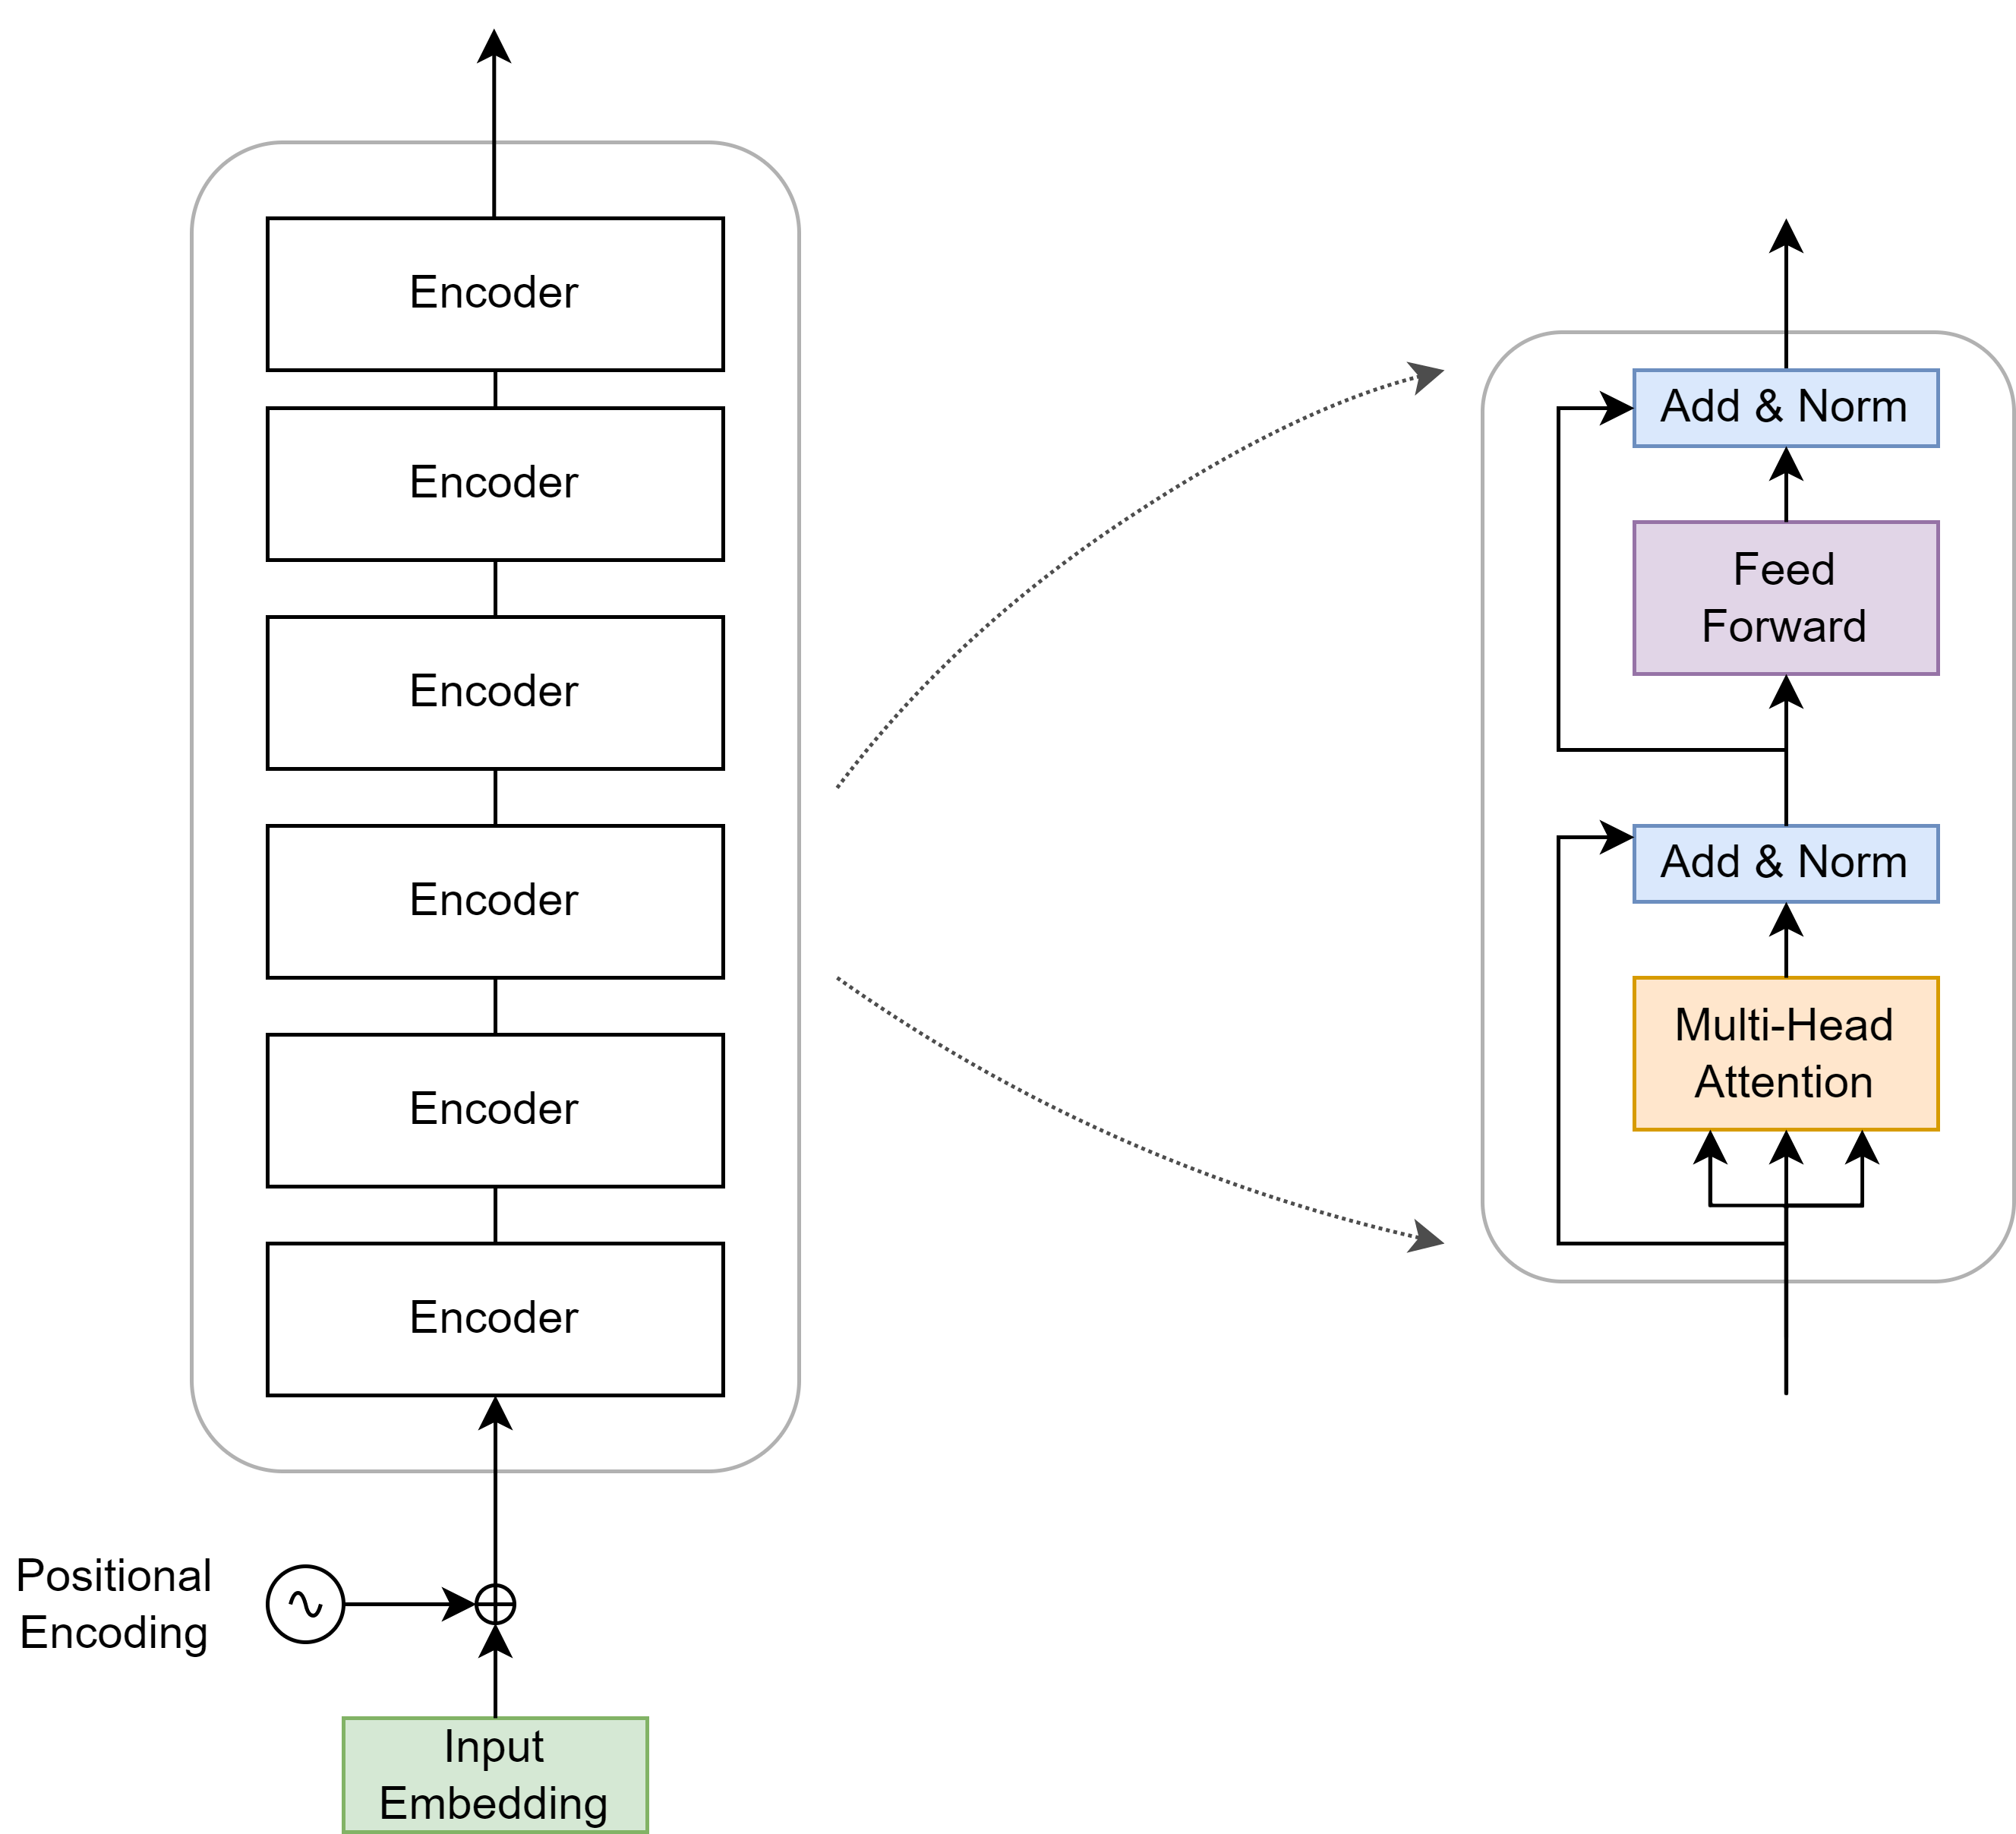 Encoder
Encoder
Encoder
Encoder
Encoder
Encoder
Positional
Encoding
Input
Embedding
Add & Norm
Feed
Forward
Add & Norm
Multi-Head
Attention